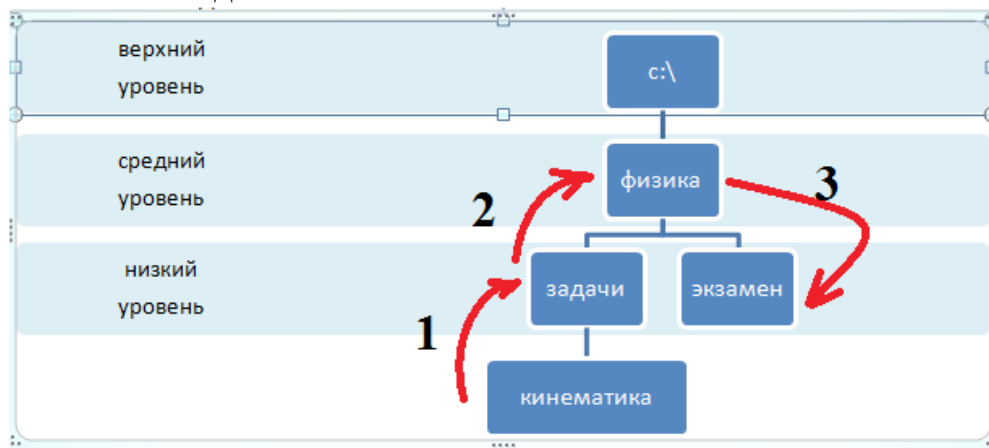 верхний
уровень
c:\
средний
уровень
физика
2
3
низкий
уровень
задачи
экзамен
1
кинематика